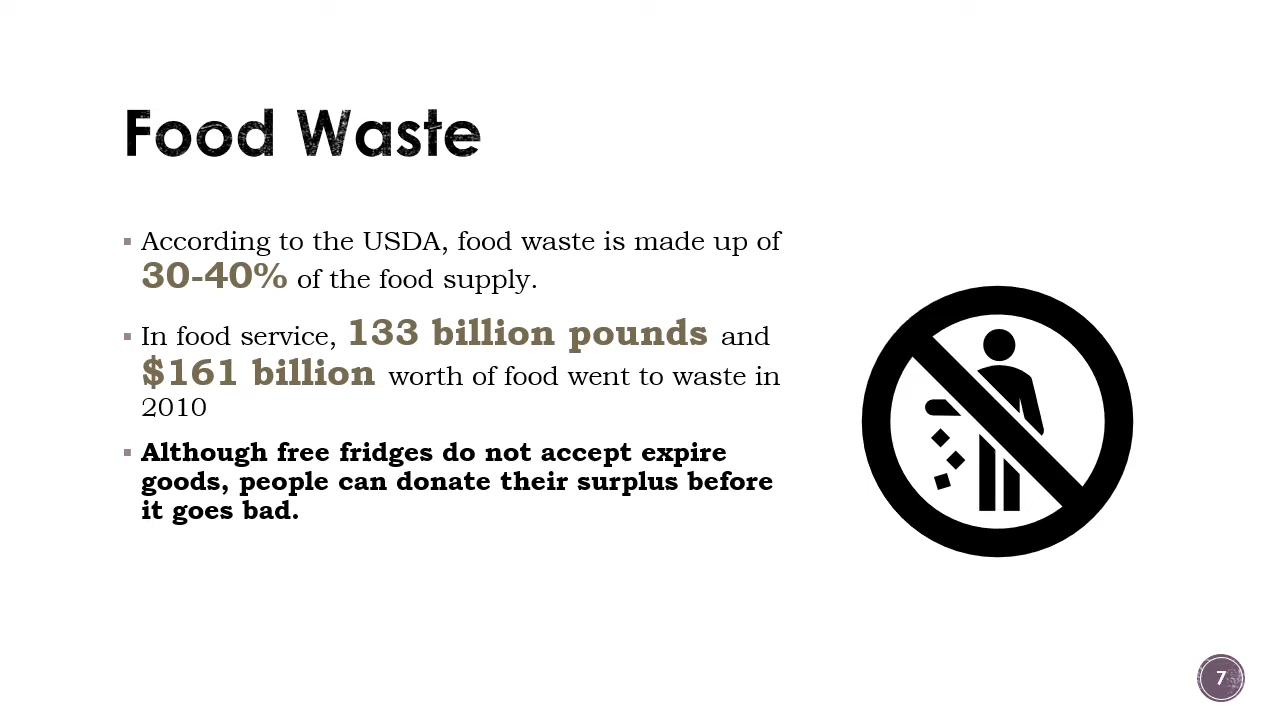 Food Waste
According to the USDA, food waste is made up of
30-40% of the food supply.
In food service, 133 billion pounds and
$161 billion worth of food went to waste in
2010
Although free fridges do not accept expire
goods, people can donate their surplus before
it goes bad.
7